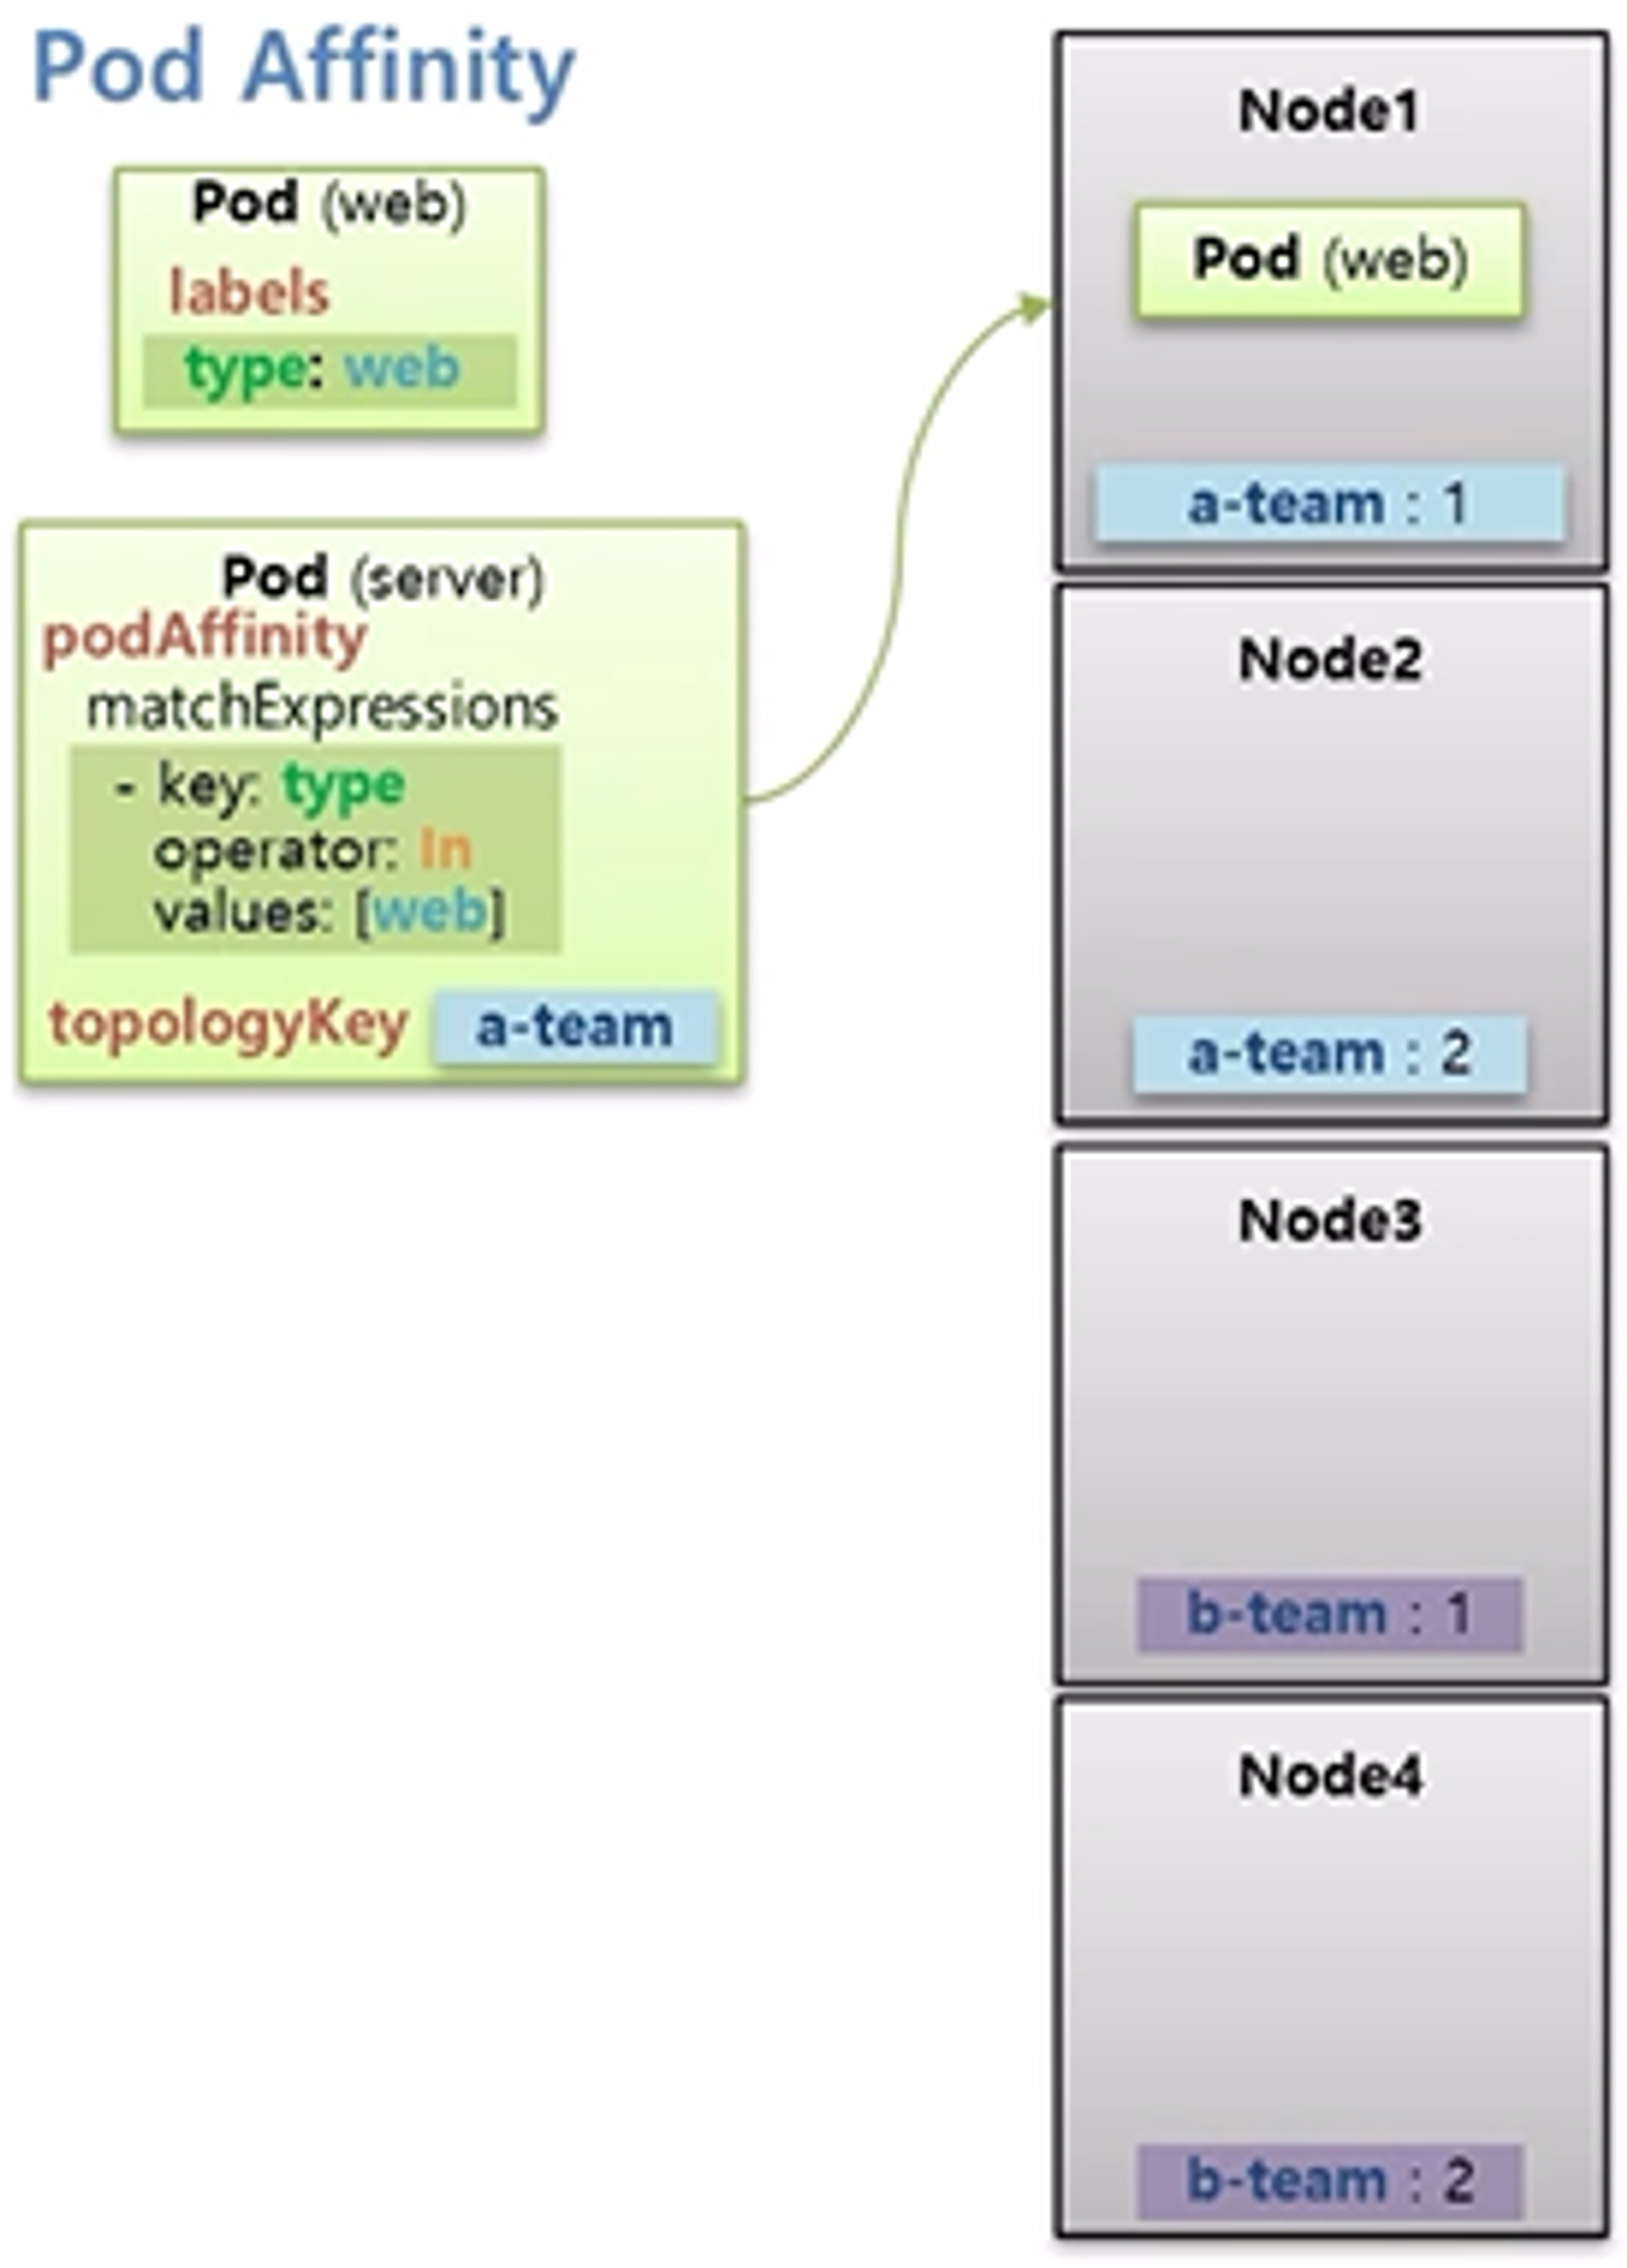 Pod Affinity
Pod (web)
labels
type: web
Pod (server)
podAffinity
matchExpressions
- key: type
operator: In
values: [web]
topologyKey a-team
Node1
Pod (web)
a-team : 1
Node2
a-team : 2
Node3
b-team : 1
Node4
b-team : 2